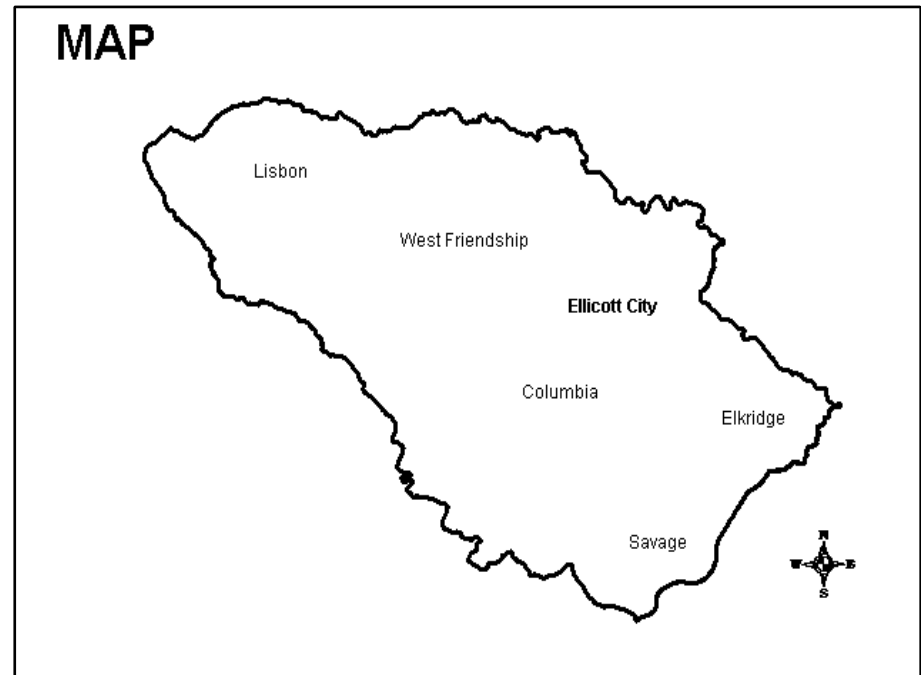 MAP
Lisbon
West Friendship
Ellicott City
Columbia
Elkridge
Savage
N
W E
S